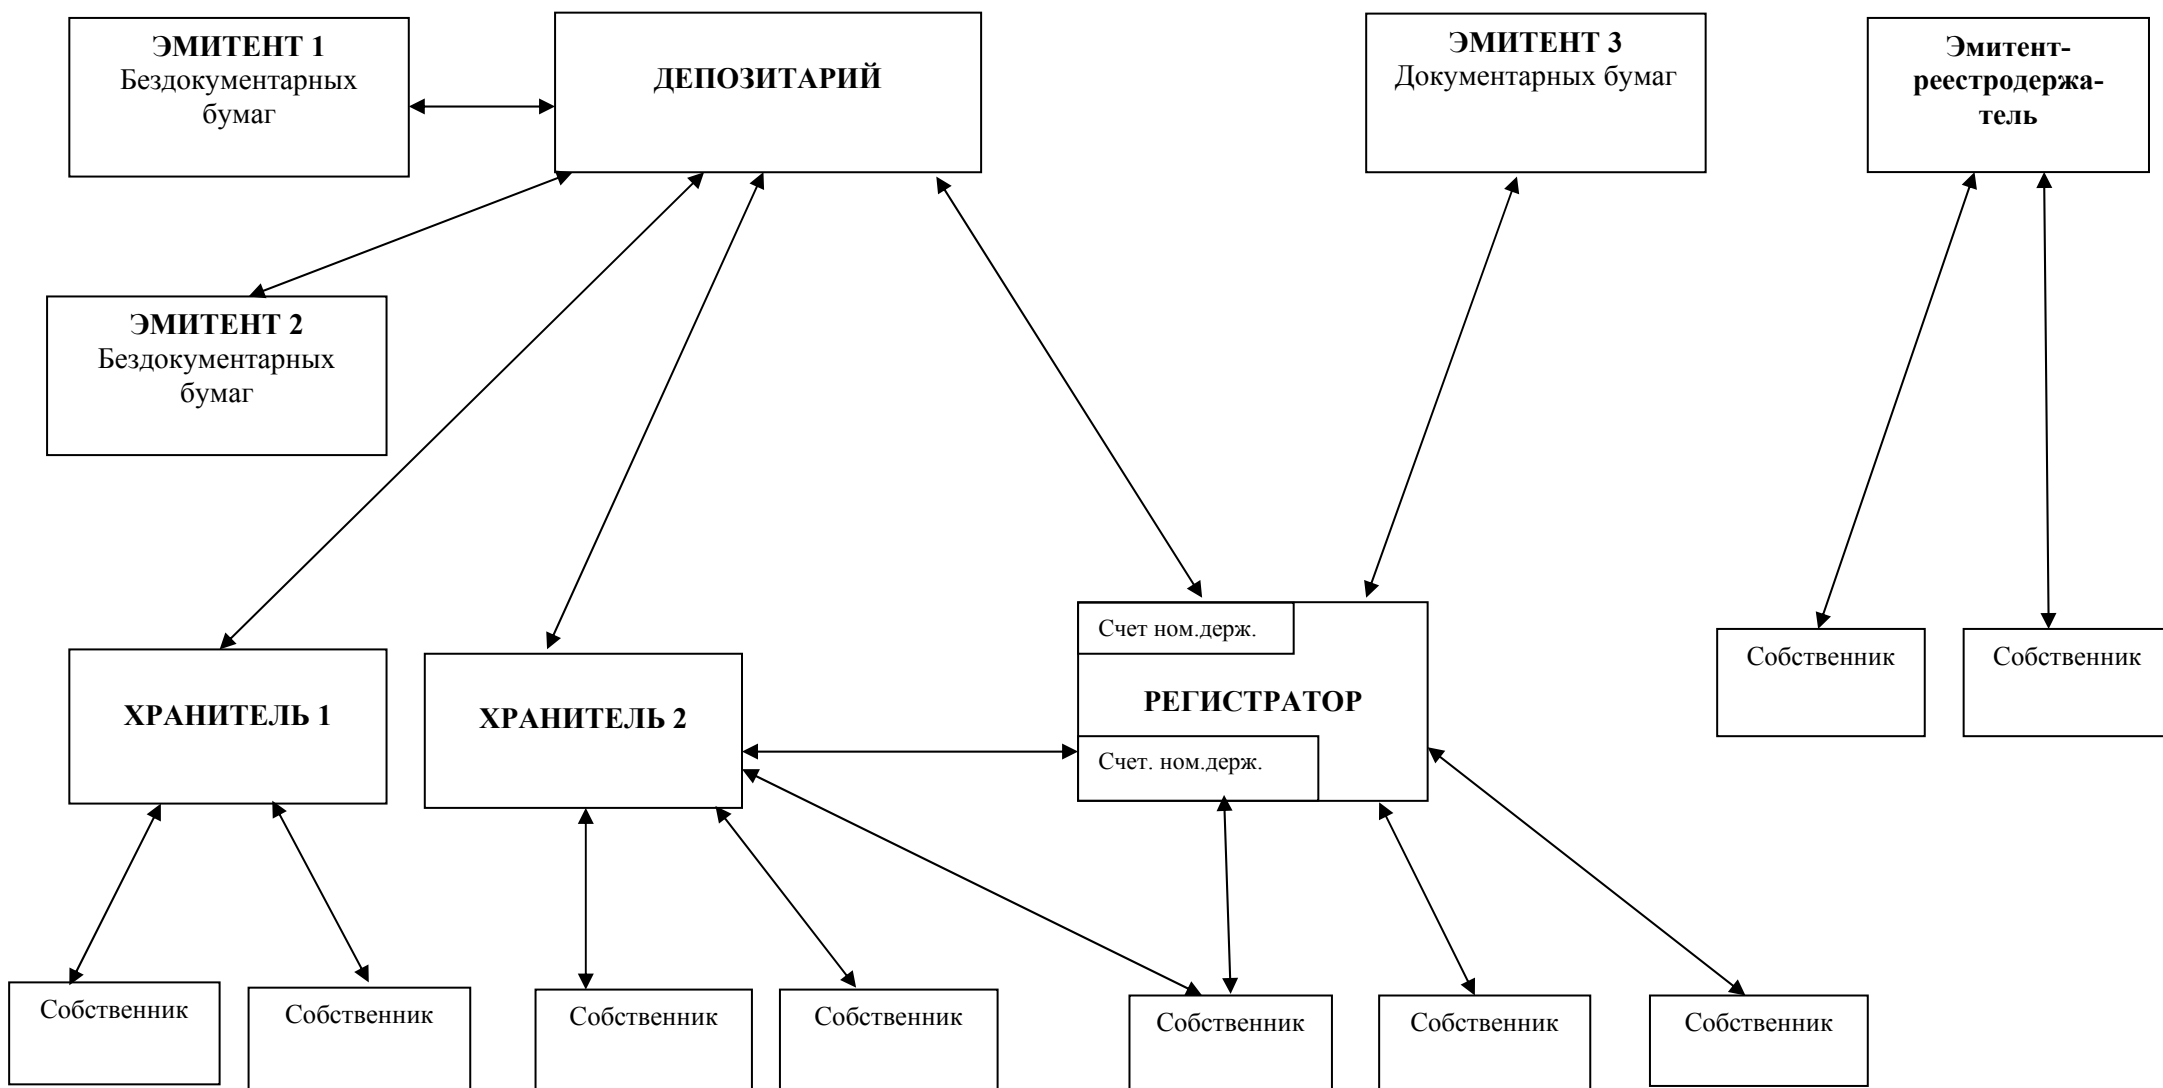 ЭМИТЕНТ 1
Бездокументарных
бумаг
ДЕПОЗИТАРИЙ
ЭМИТЕНТ 3
Документарных бумаг
Эмитент-
реестродержа-
тель
ЭМИТЕНТ 2
Бездокументарных
бумаг
Счет ном.держ.
РЕГИСТРАТОР
Счет. ном.держ.
ХРАНИТЕЛЬ 1
ХРАНИТЕЛЬ 2
Собственник
Собственник
Собственник
Собственник
Собственник
Собственник
Собственник
Собственник
Собственник